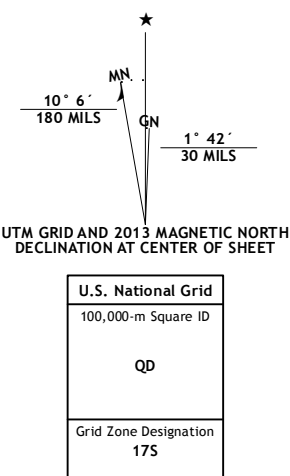 ★
MN
GN
10° 6´
180 MILS
1° 42´
30 MILS
UTM GRID AND 2013 MAGNETIC NORTH
DECLINATION AT CENTER OF SHEET
U.S. National Grid
100,000-m Square ID
QD
Grid Zone Designation
17S